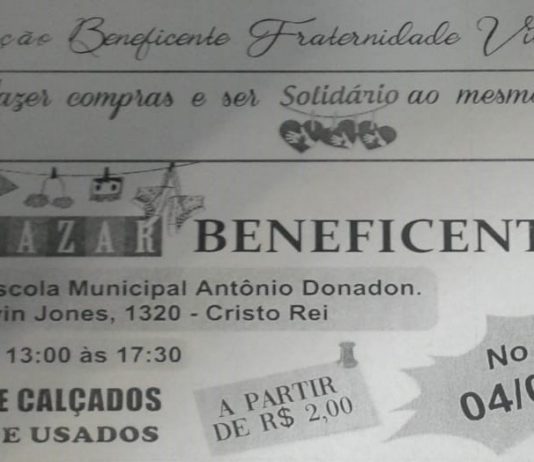 ção Beneficente Fraternidade Vi
azer compras e ser Solidário ao mesm
AZAR BENEFICENT
scola Municipal Antônio Donadon.
in Jones, 1320 - Cristo Rei
13:00 às 17:30
No
04/0
E CALÇADOS
E USADOS
A PARTIR
DE R$ 2,00